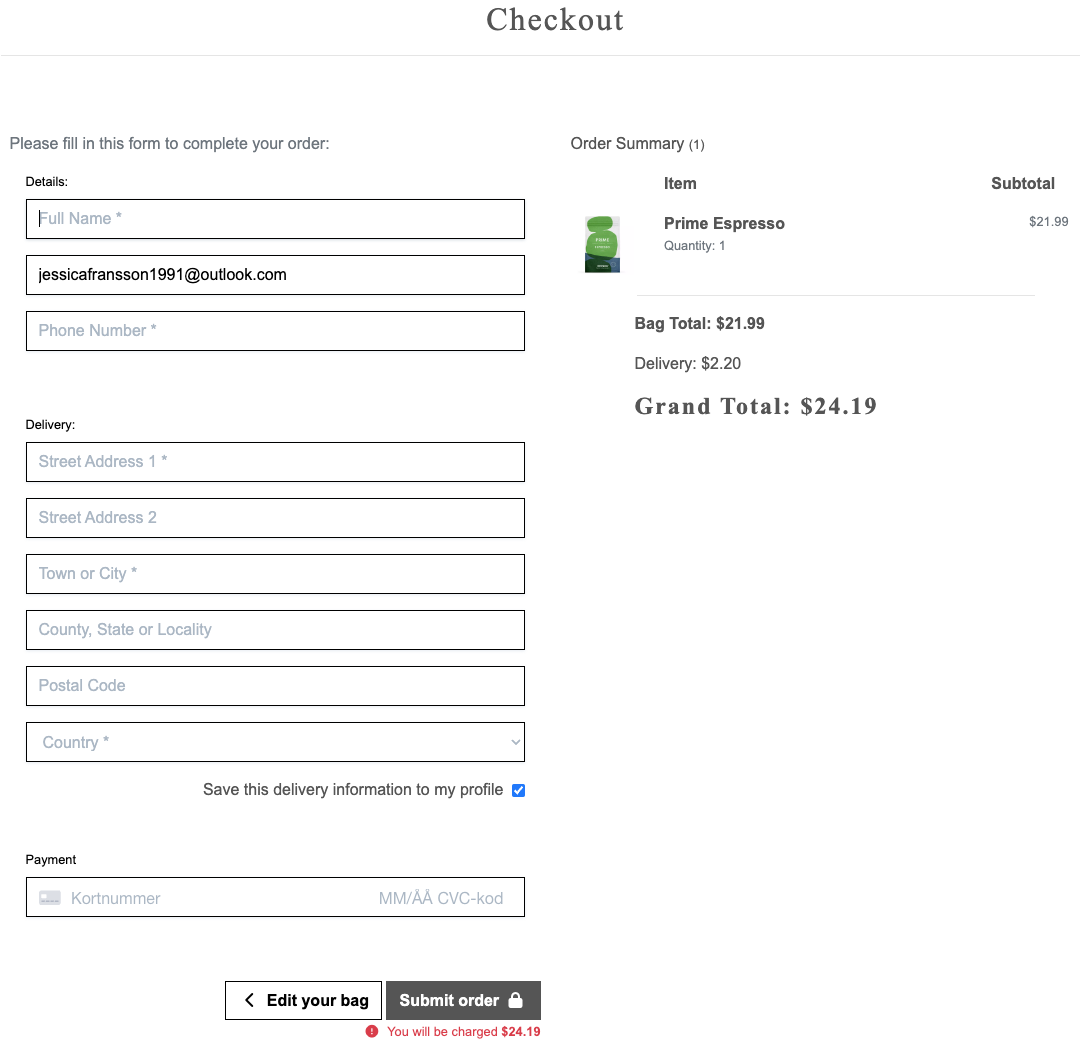 Checkout
Please fill in this form to complete your order:
Details:
Full Name *
jessicafransson1991@outlook.com
Phone Number *
Delivery:
Street Address 1 *
Street Address 2
Town or City *
County, State or Locality
Postal Code
Country *
Save this delivery information to my profile
Payment
Kortnummer MM/ÅÅ CVC-kod
Edit your bag Submit order
You will be charged $24.19
Order Summary (1)
Item Subtotal
Prime Espresso $21.99
Quantity: 1
Bag Total: $21.99
Delivery: $2.20
Grand Total: $24.19